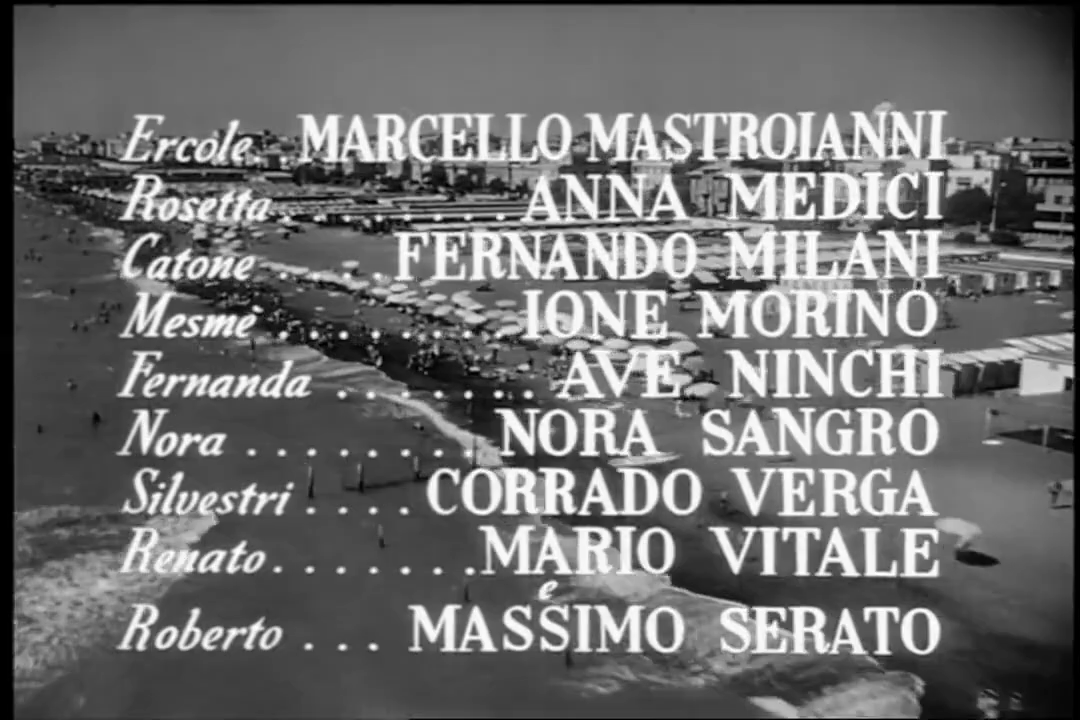 Ercole . . MARCELLO MASTROIANNI
Rosetta . . . . . . . . ANNA MEDICI
Catone . . . . FERNANDO MILANI
Mesmè . . . . . . . . IONE MORINO
Fernanda . . . . . . . . AVE NINCHI
Nora . . . . . . . . . NORA SANGRO
Silvestri . . . . CORRADO VERGA
Renato . . . . . . . MARIO VITALE
e
Roberto . . . MASSIMO SERATO